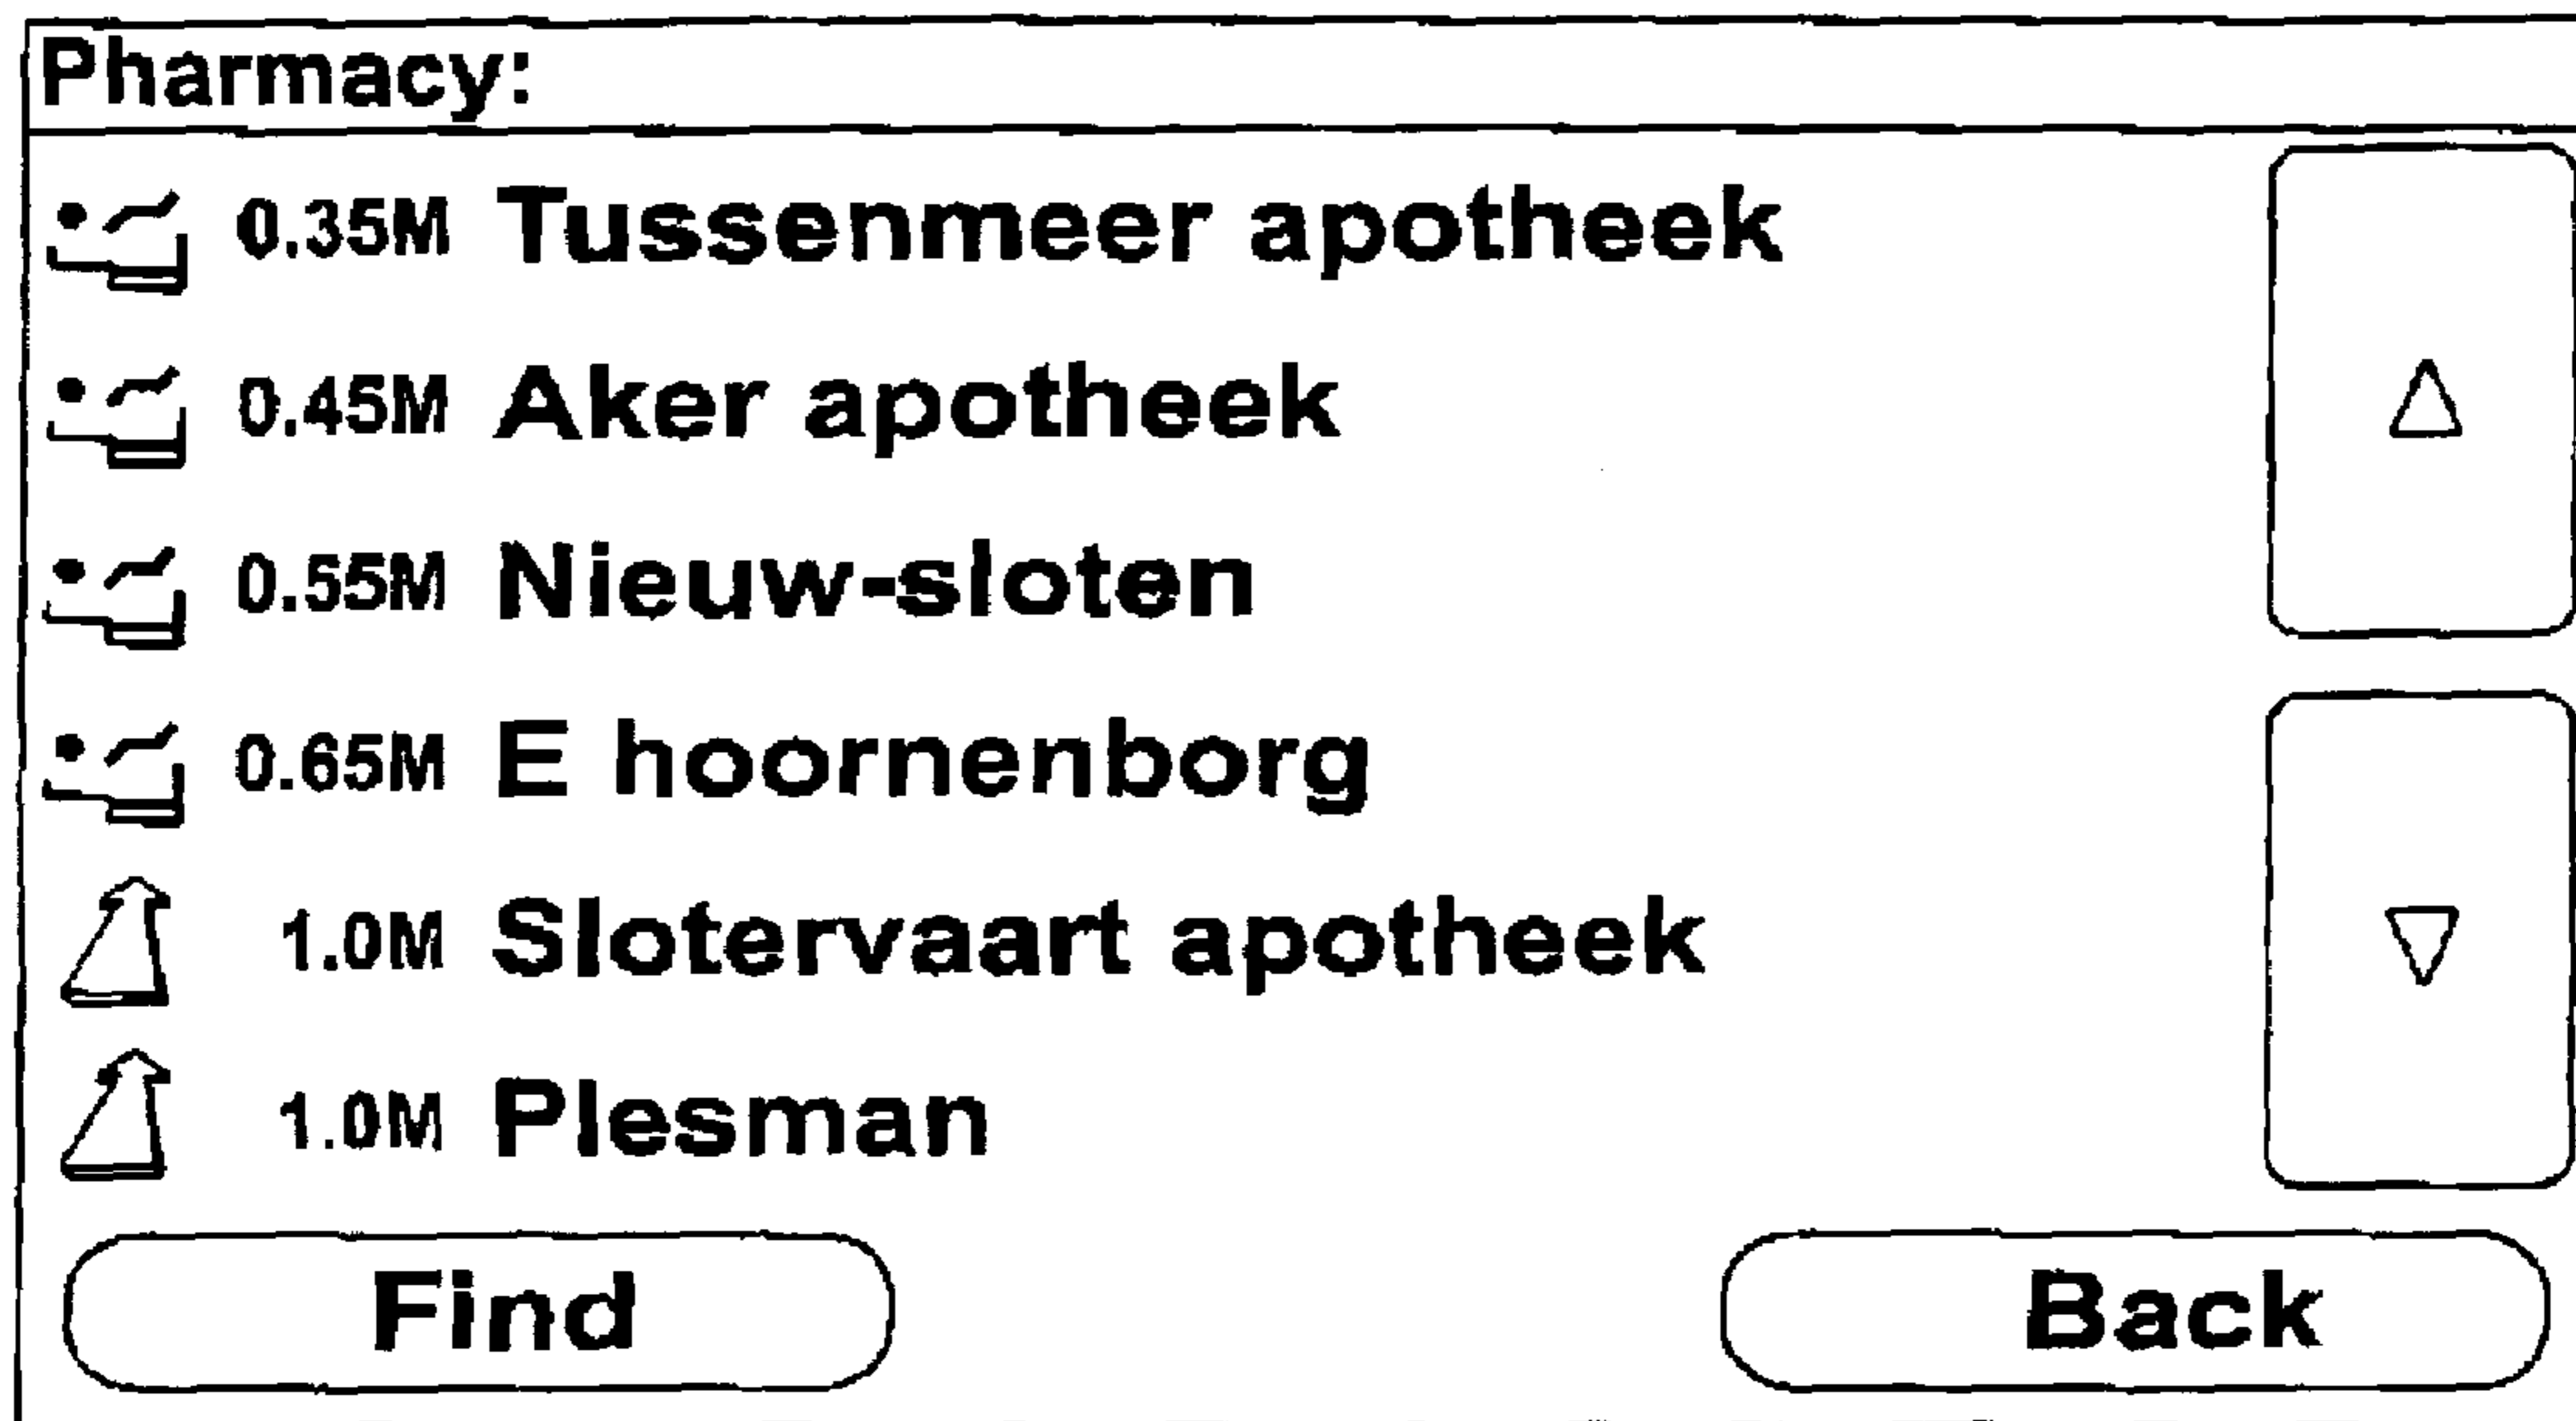 Pharmacy:
0.35M Tussenmeer apotheek
0.45M Aker apotheek
0.55M Nieuw-sloten
0.65M E hoornenborg
1.0M Slotervaart apotheek
1.0M Plesman
Find Back